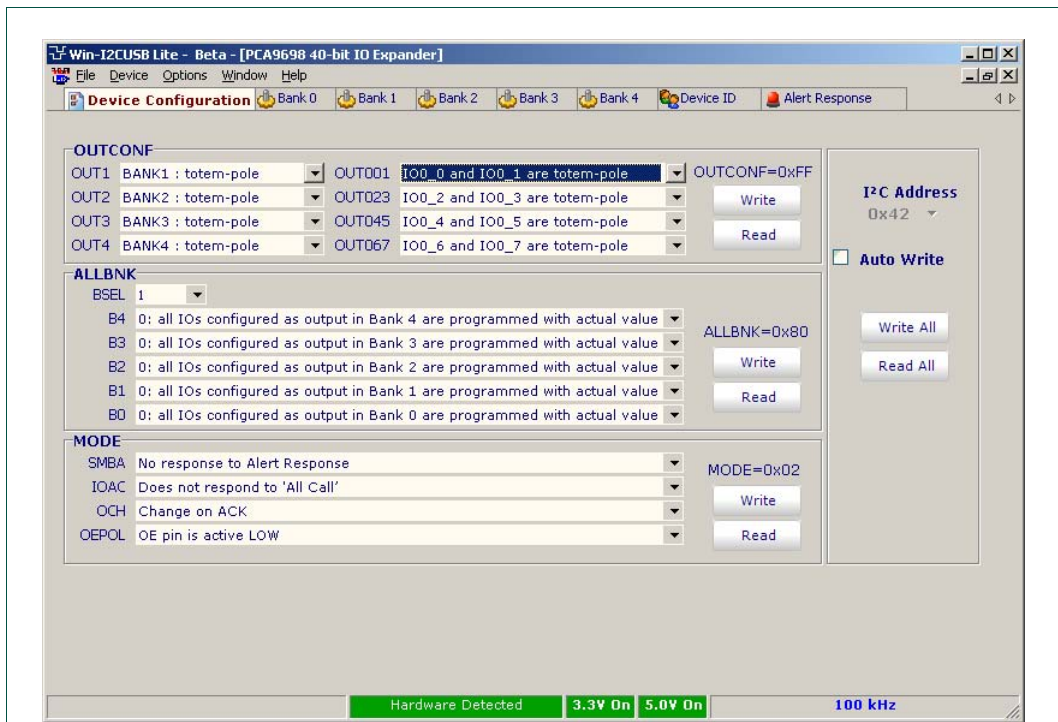 Win-I2CUSB Lite - Beta - [PCA9698 40-bit IO Expander]
File Device Options Window Help
Device Configuration Bank 0 Bank 1 Bank 2 Bank 3 Bank 4 Device ID Alert Response
OUTCONF
OUT1 BANK1 : totem-pole OUT001 IO0_0 and IO0_1 are totem-pole OUTCONF=0xFF
OUT2 BANK2 : totem-pole OUT023 IO0_2 and IO0_3 are totem-pole Write
OUT3 BANK3 : totem-pole OUT045 IO0_4 and IO0_5 are totem-pole
OUT4 BANK4 : totem-pole OUT067 IO0_6 and IO0_7 are totem-pole Read
I²C Address
0x42
Auto Write
Write All
Read All
ALLBNK
BSEL 1
B4 0: all IOs configured as output in Bank 4 are programmed with actual value
B3 0: all IOs configured as output in Bank 3 are programmed with actual value
B2 0: all IOs configured as output in Bank 2 are programmed with actual value
B1 0: all IOs configured as output in Bank 1 are programmed with actual value
B0 0: all IOs configured as output in Bank 0 are programmed with actual value
ALLBNK=0x80
Write
Read
MODE
SMBA No response to Alert Response
IOAC Does not respond to 'All Call'
OCH Change on ACK
OEPOL OE pin is active LOW
MODE=0x02
Write
Read
Hardware Detected 3.3V On 5.0V On 100 kHz